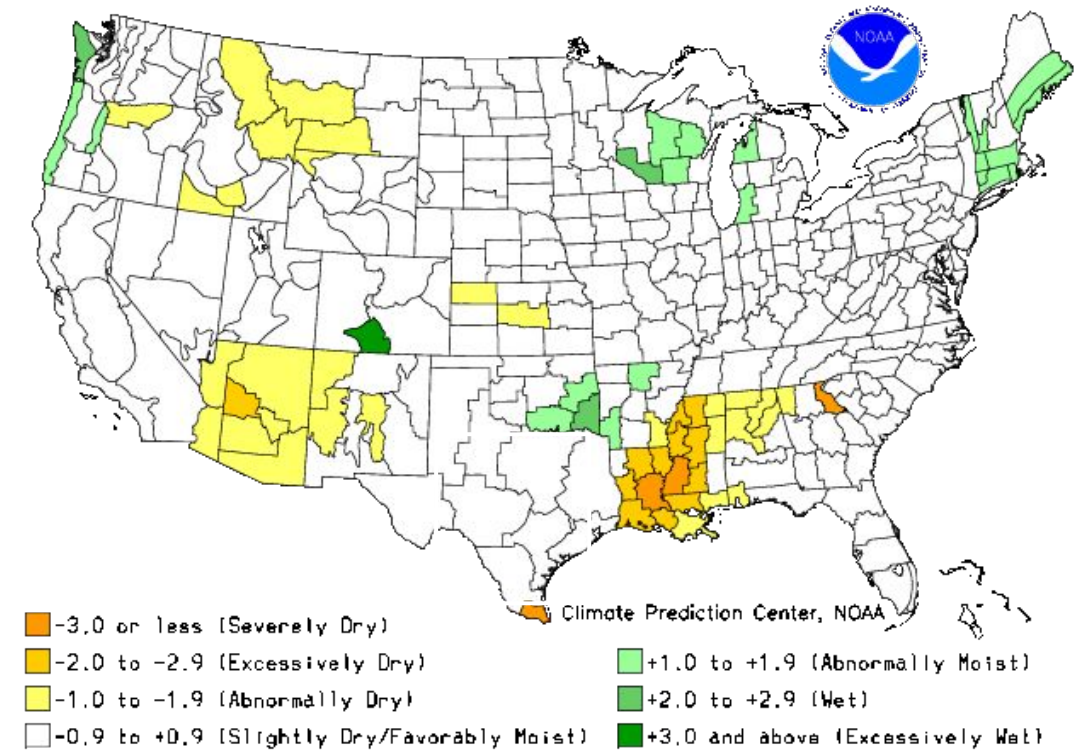 NOAA
Climate Prediction Center, NOAA
-3.0 or less (Severely Dry)
-2.0 to -2.9 (Excessively Dry)
-1.0 to -1.9 (Abnormally Dry)
-0.9 to +0.9 (Slightly Dry/Favorably Moist)
+1.0 to +1.9 (Abnormally Moist)
+2.0 to +2.9 (Wet)
+3.0 and above (Excessively Wet)